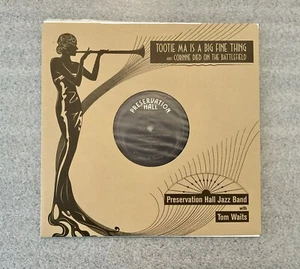 TOOTIE MA IS A BIG FINE THING
AND CORINNE DIED ON THE BATTLEFIELD
PRESERVATION
HALL
Preservation Hall Jazz Band
with
Tom Waits